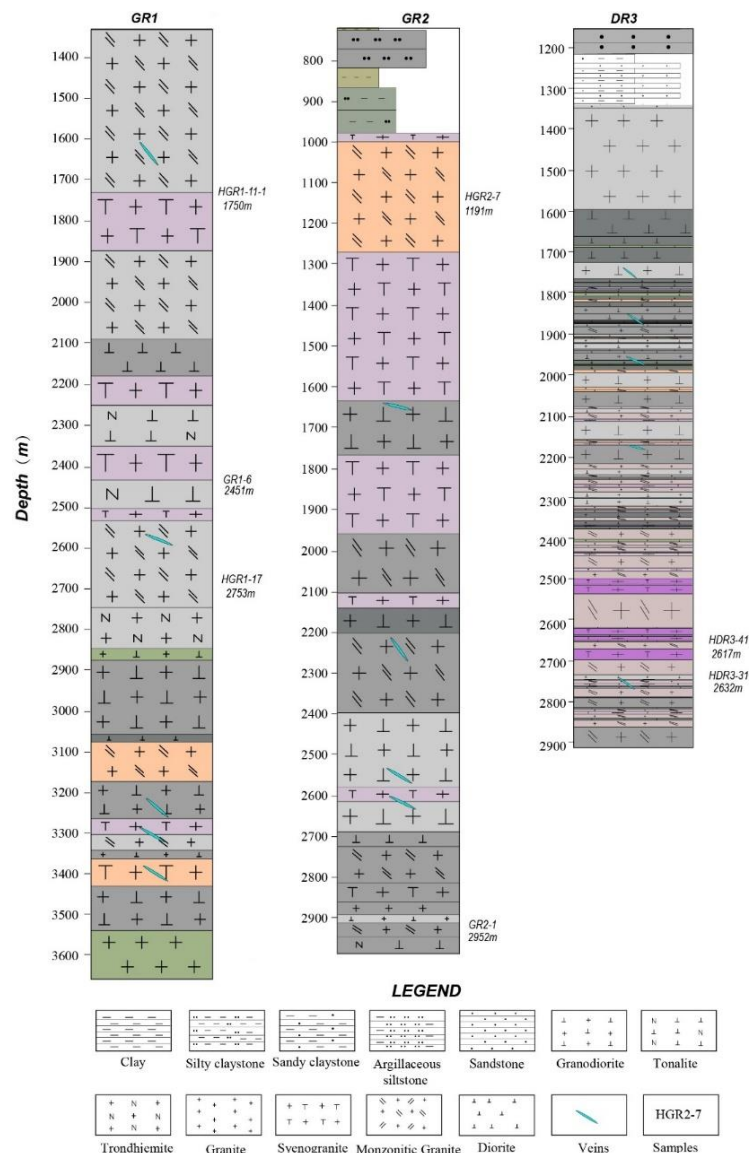 GR1
GR2
DR3
Depth (m)
1400
1500
1600
1700
1800
1900
2000
2100
2200
2300
2400
2500
2600
2700
2800
2900
3000
3100
3200
3300
3400
3500
3600
HGR1-11-1
1750m
GR1-6
2451m
HGR1-17
2753m
800
900
1000
1100
1200
1300
1400
1500
1600
1700
1800
1900
2000
2100
2200
2300
2400
2500
2600
2700
2800
2900
HGR2-7
1191m
GR2-1
2952m
1200
1300
1400
1500
1600
1700
1800
1900
2000
2100
2200
2300
2400
2500
2600
2700
2800
2900
HDR3-41
2617m
HDR3-31
2632m
LEGEND
Clay
Silty claystone
Sandy claystone
Argillaceous
siltstone
Sandstone
Granodiorite
Tonalite
HGR2-7
Trondhjemite
Granite
Syenogranite
Monzonitic Granite
Diorite
Veins
Samples